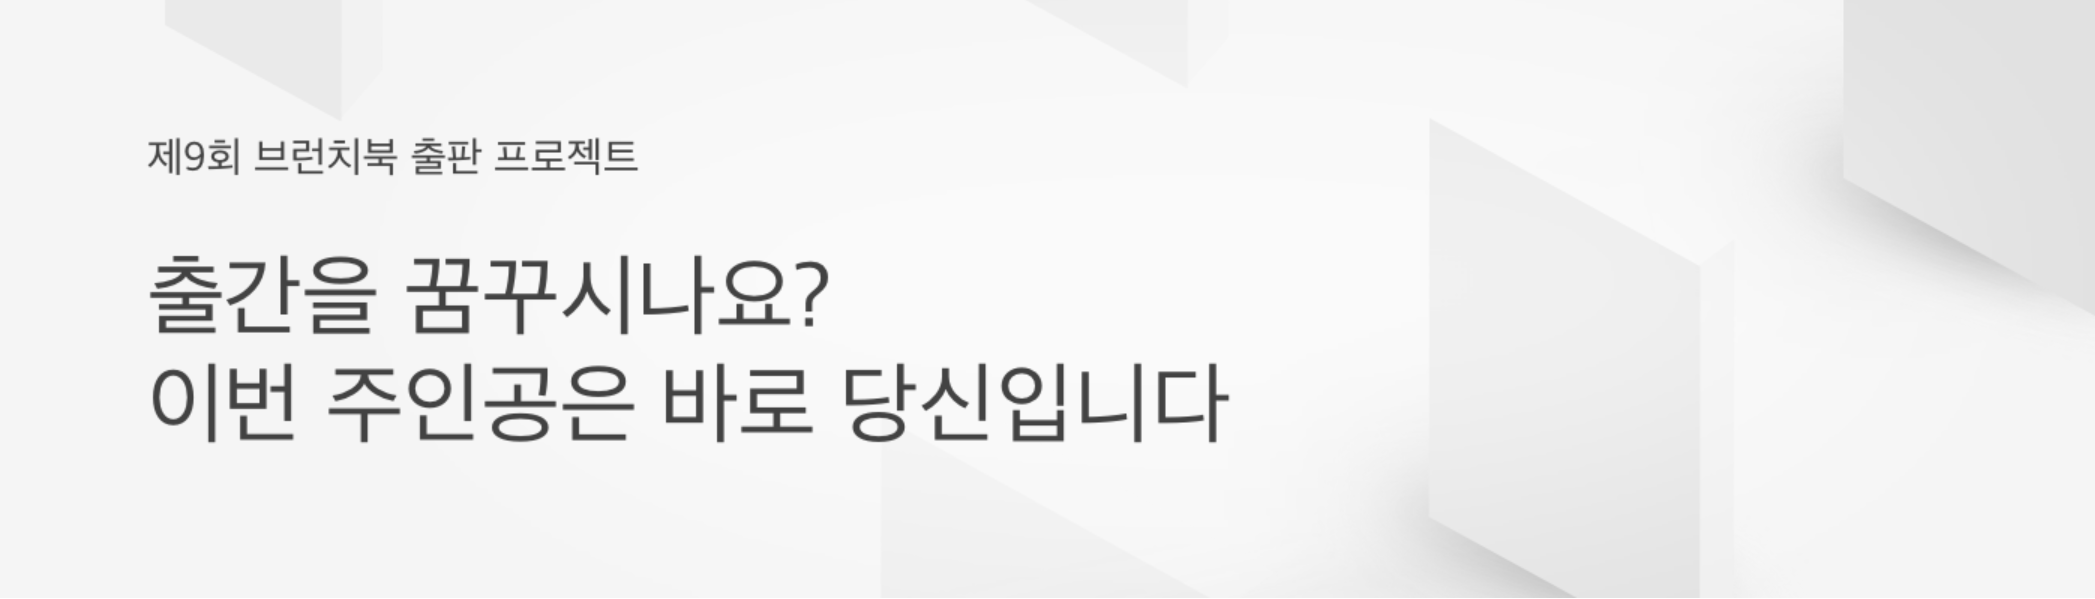 제9회 브런치북 출판 프로젝트
출간을 꿈꾸시나요?
이번 주인공은 바로 당신입니다